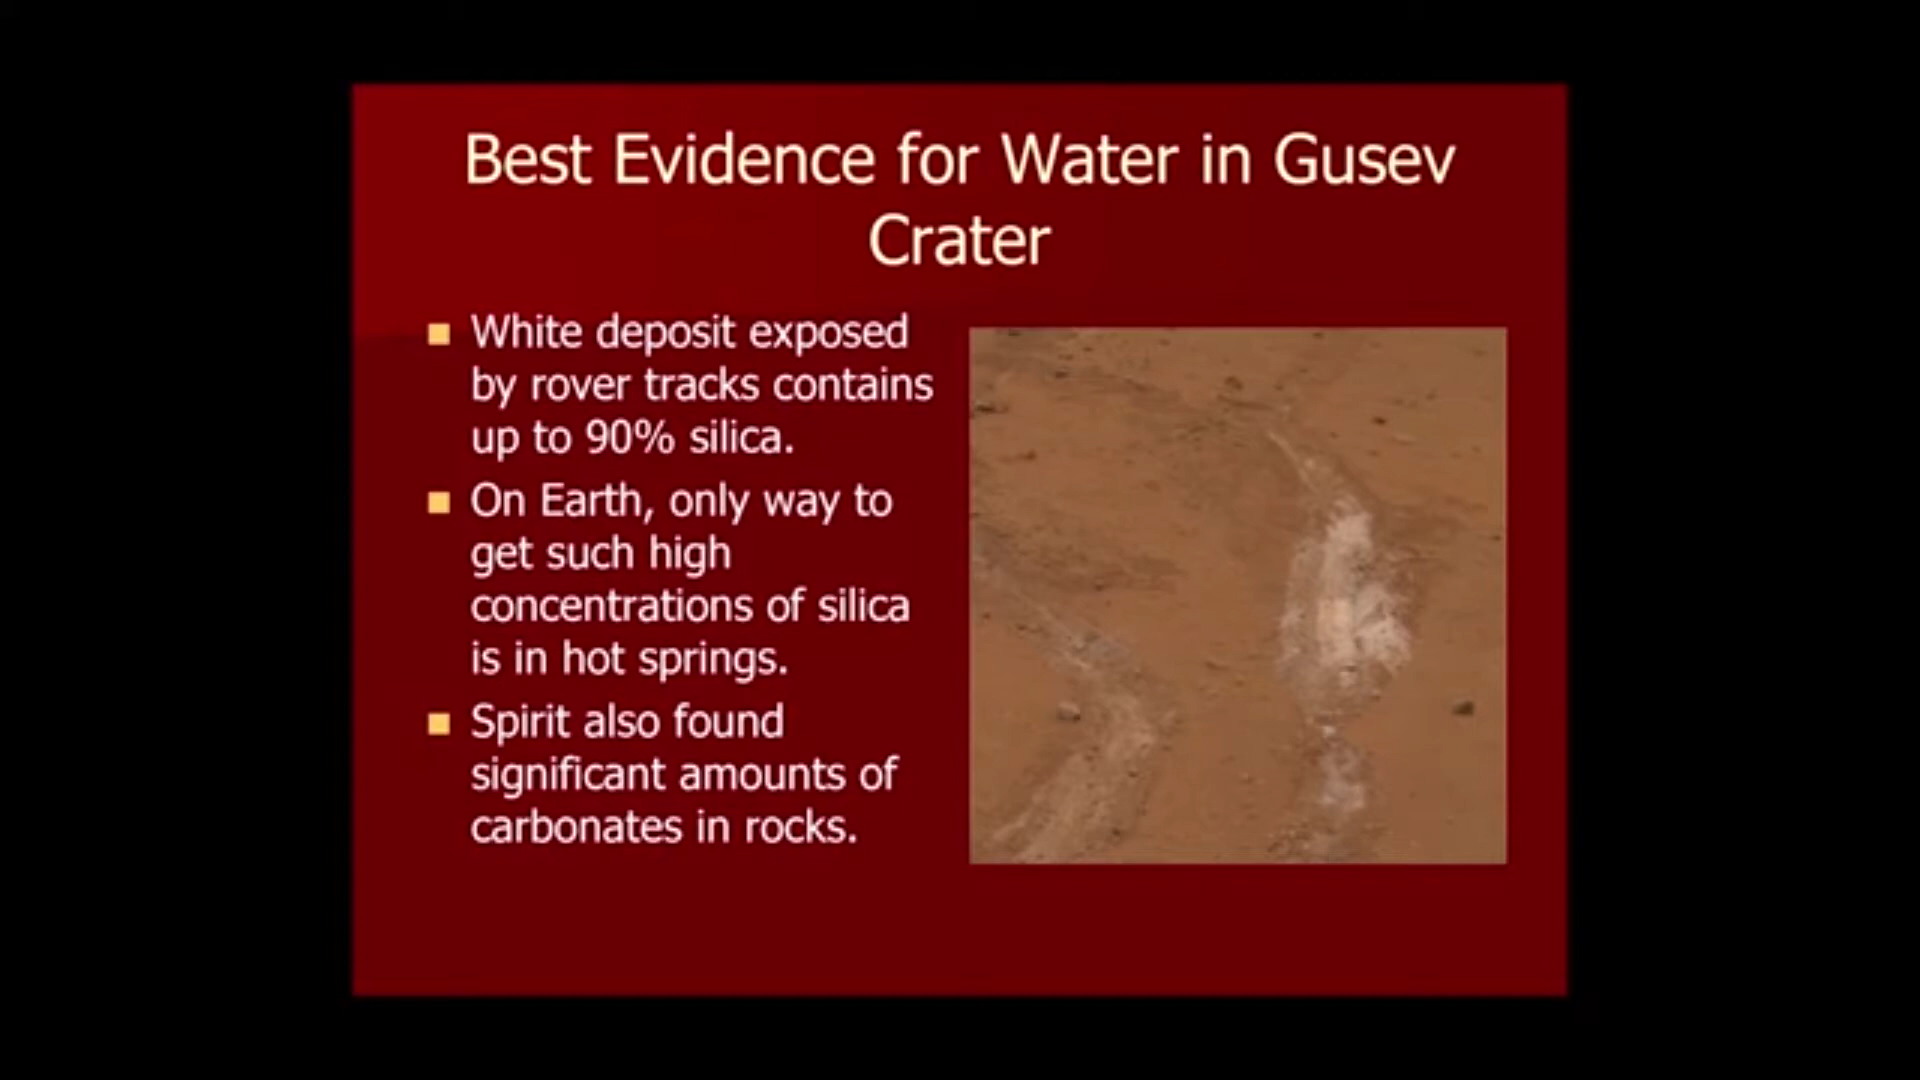 Best Evidence for Water in Gusev
Crater
White deposit exposed
by rover tracks contains
up to 90% silica.
On Earth, only way to
get such high
concentrations of silica
is in hot springs.
Spirit also found
significant amounts of
carbonates in rocks.